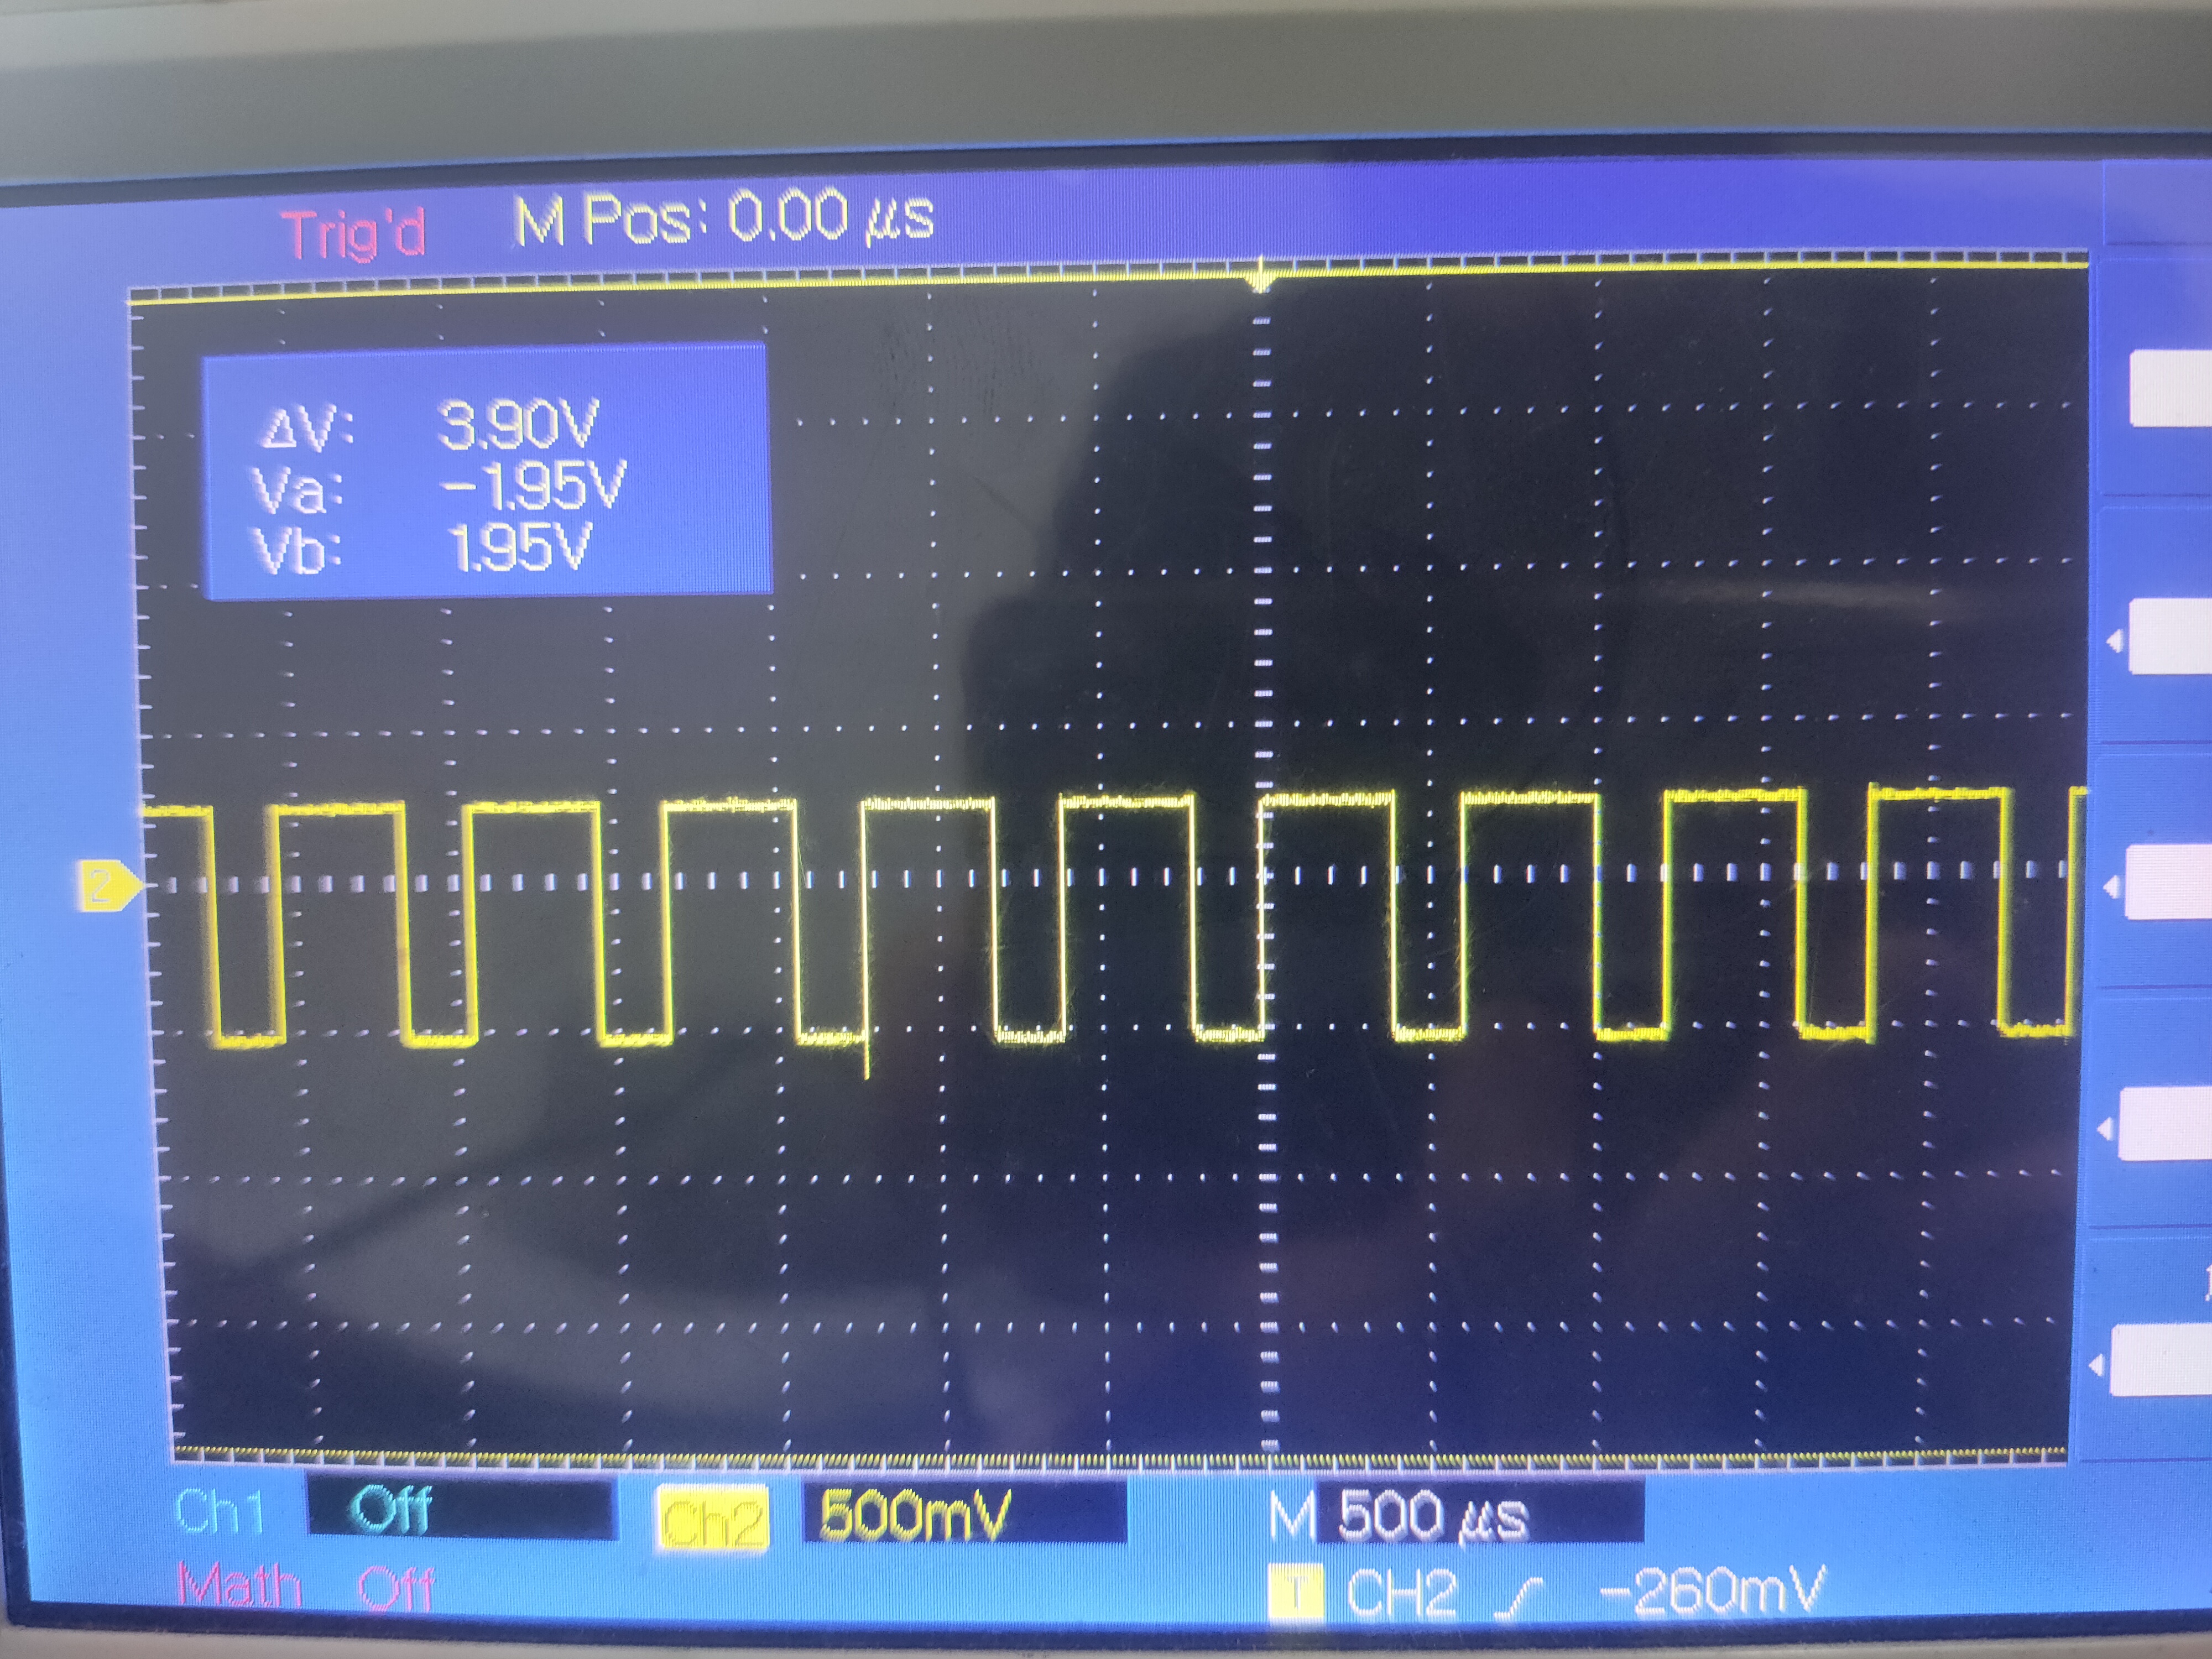 Trig'd M Pos: 0.00 µs
ΔV: 3.90V
Va: -1.95V
Vb: 1.95V
2
Ch1 Off Ch2 500mV M 500 µs
Math Off T CH2 -260mV